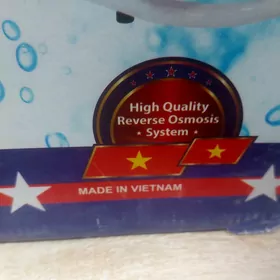 High Quality
Reverse Osmosis
• System •
MADE IN VIETNAM